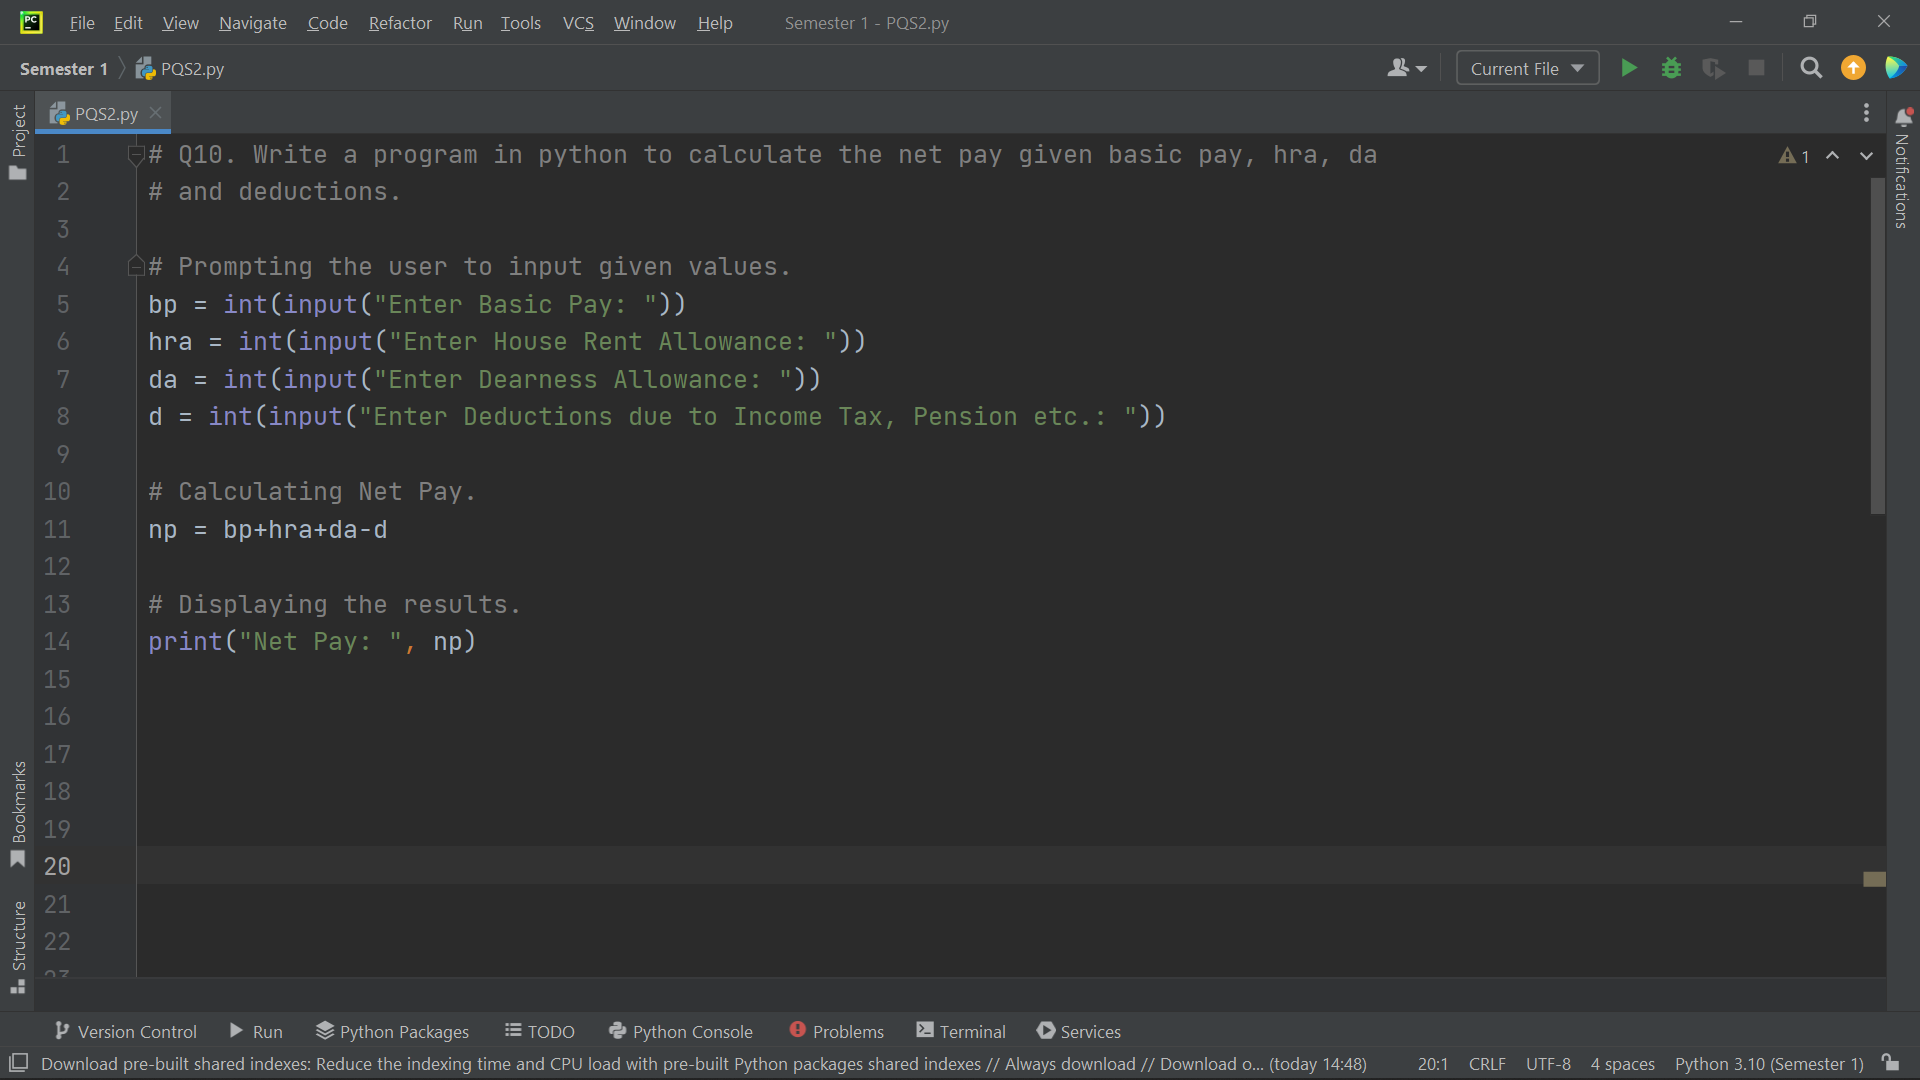 PC File Edit View Navigate Code Refactor Run Tools VCS Window Help Semester 1 - PQS2.py
Semester 1 PQS2.py Current File
Project PQS2.py
Notifications
1 # Q10. Write a program in python to calculate the net pay given basic pay, hra, da 1
2 # and deductions.
3
4 # Prompting the user to input given values.
5 bp = int(input("Enter Basic Pay: "))
6 hra = int(input("Enter House Rent Allowance: "))
7 da = int(input("Enter Dearness Allowance: "))
8 d = int(input("Enter Deductions due to Income Tax, Pension etc.: "))
9
10 # Calculating Net Pay.
11 np = bp+hra+da-d
12
13 # Displaying the results.
14 print("Net Pay: ", np)
15
16
17
18
19
20
21
22
23
Bookmarks
Structure
Version Control Run Python Packages TODO Python Console Problems Terminal Services
Download pre-built shared indexes: Reduce the indexing time and CPU load with pre-built Python packages shared indexes // Always download // Download o... (today 14:48) 20:1 CRLF UTF-8 4 spaces Python 3.10 (Semester 1)